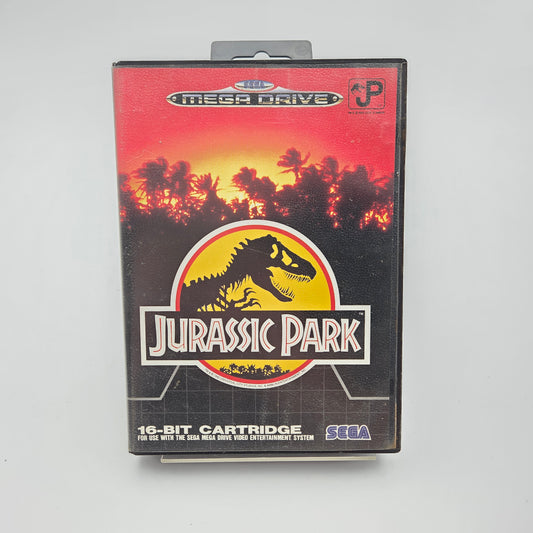 SEGA
MEGA DRIVE
JP
JURASSIC PARK
TM
16-BIT CARTRIDGE
FOR USE WITH THE SEGA MEGA DRIVE VIDEO ENTERTAINMENT SYSTEM
SEGA